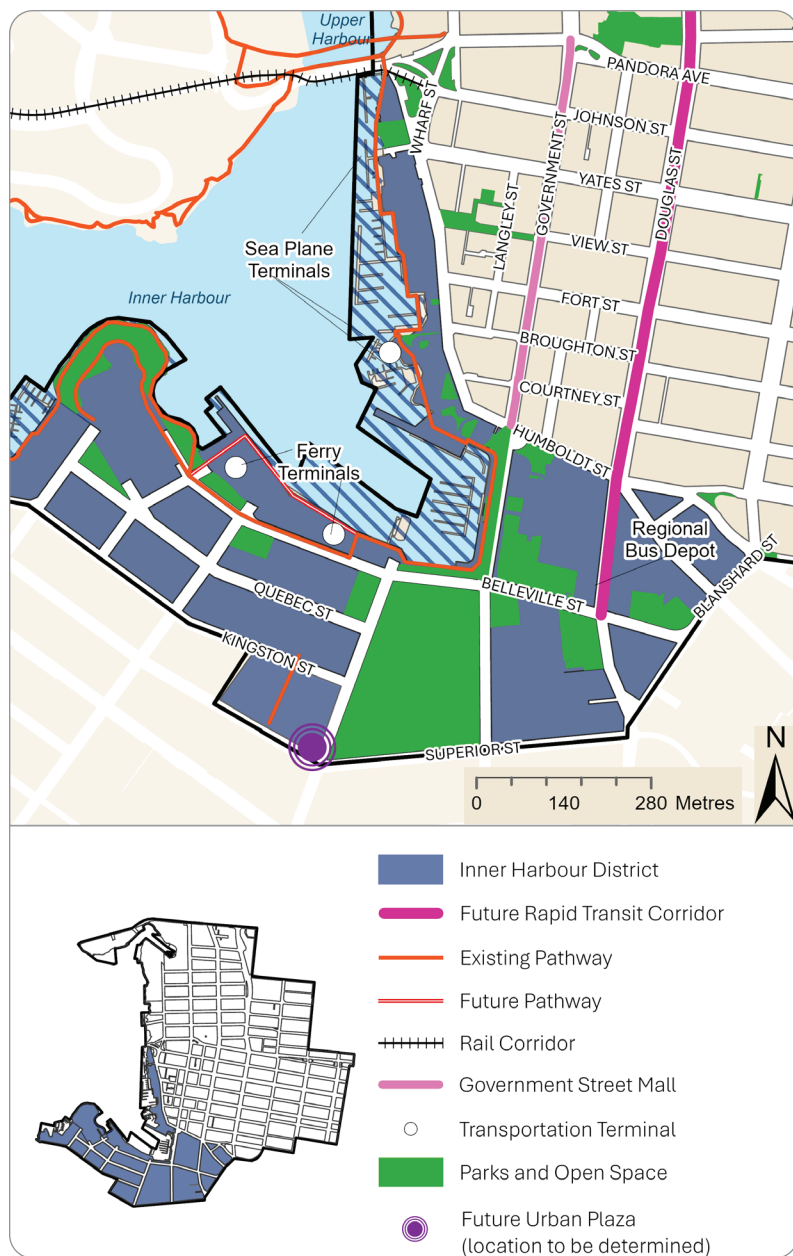 Upper
Harbour
PANDORA AVE
WHARF ST
JOHNSON ST
GOVERNMENT ST
DOUGLAS ST
YATES ST
LANGLEY ST
Sea Plane
Terminals
VIEW ST
Inner Harbour
FORT ST
BROUGHTON ST
COURTNEY ST
HUMBOLDT ST
Ferry
Terminals
Regional
Bus Depot
BLANSHARD ST
BELLEVILLE ST
QUEBEC ST
KINGSTON ST
SUPERIOR ST
N
0 140 280 Metres
Inner Harbour District
Future Rapid Transit Corridor
Existing Pathway
Future Pathway
Rail Corridor
Government Street Mall
Transportation Terminal
Parks and Open Space
Future Urban Plaza
(location to be determined)